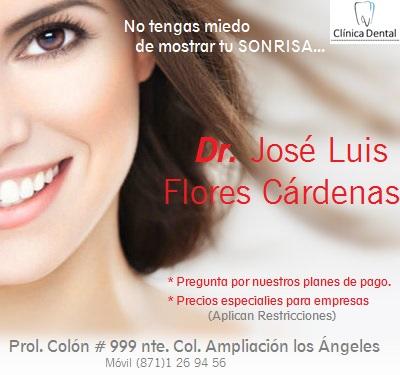 No tengas miedo
de mostrar tu SONRISA...
Clínica Dental
Dr. José Luis
Flores Cárdenas
* Pregunta por nuestros planes de pago.
* Precios especiales para empresas
(Aplican Restricciones)
Prol. Colón # 999 nte. Col. Ampliación los Ángeles
Móvil (871)1 26 94 56